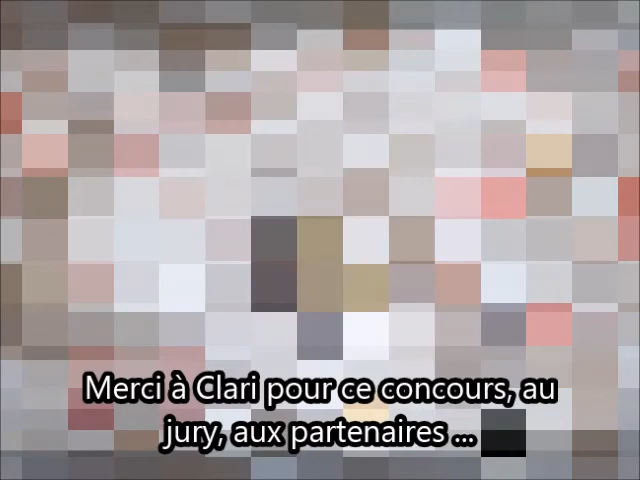 Merci à Clari pour ce concours, au
jury, aux partenaires ...